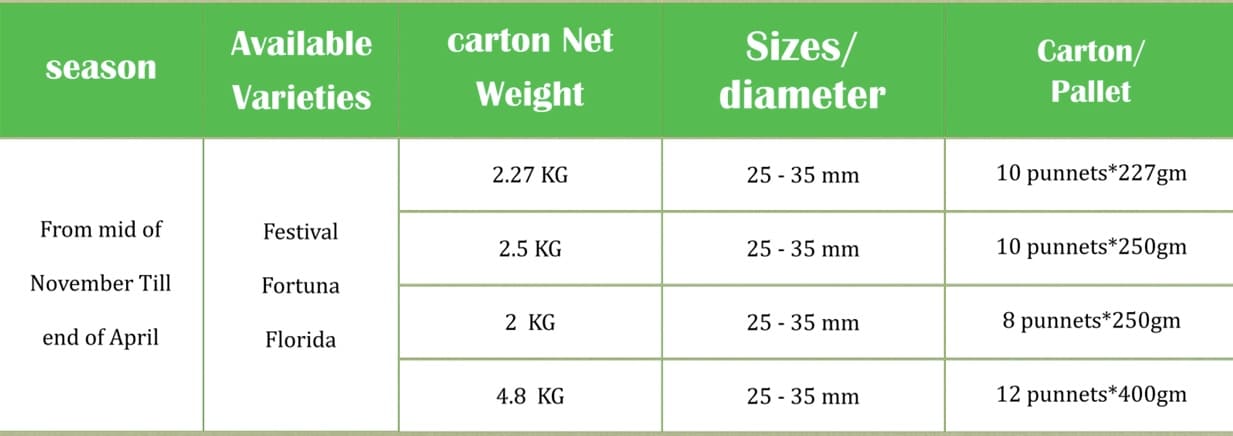 season
Available
Varieties
carton Net
Weight
Sizes/
diameter
Carton/
Pallet
From mid of
November Till
end of April
Festival
Fortuna
Florida
2.27 KG
25 - 35 mm
10 punnets*227gm
2.5 KG
25 - 35 mm
10 punnets*250gm
2 KG
25 - 35 mm
8 punnets*250gm
4.8 KG
25 - 35 mm
12 punnets*400gm